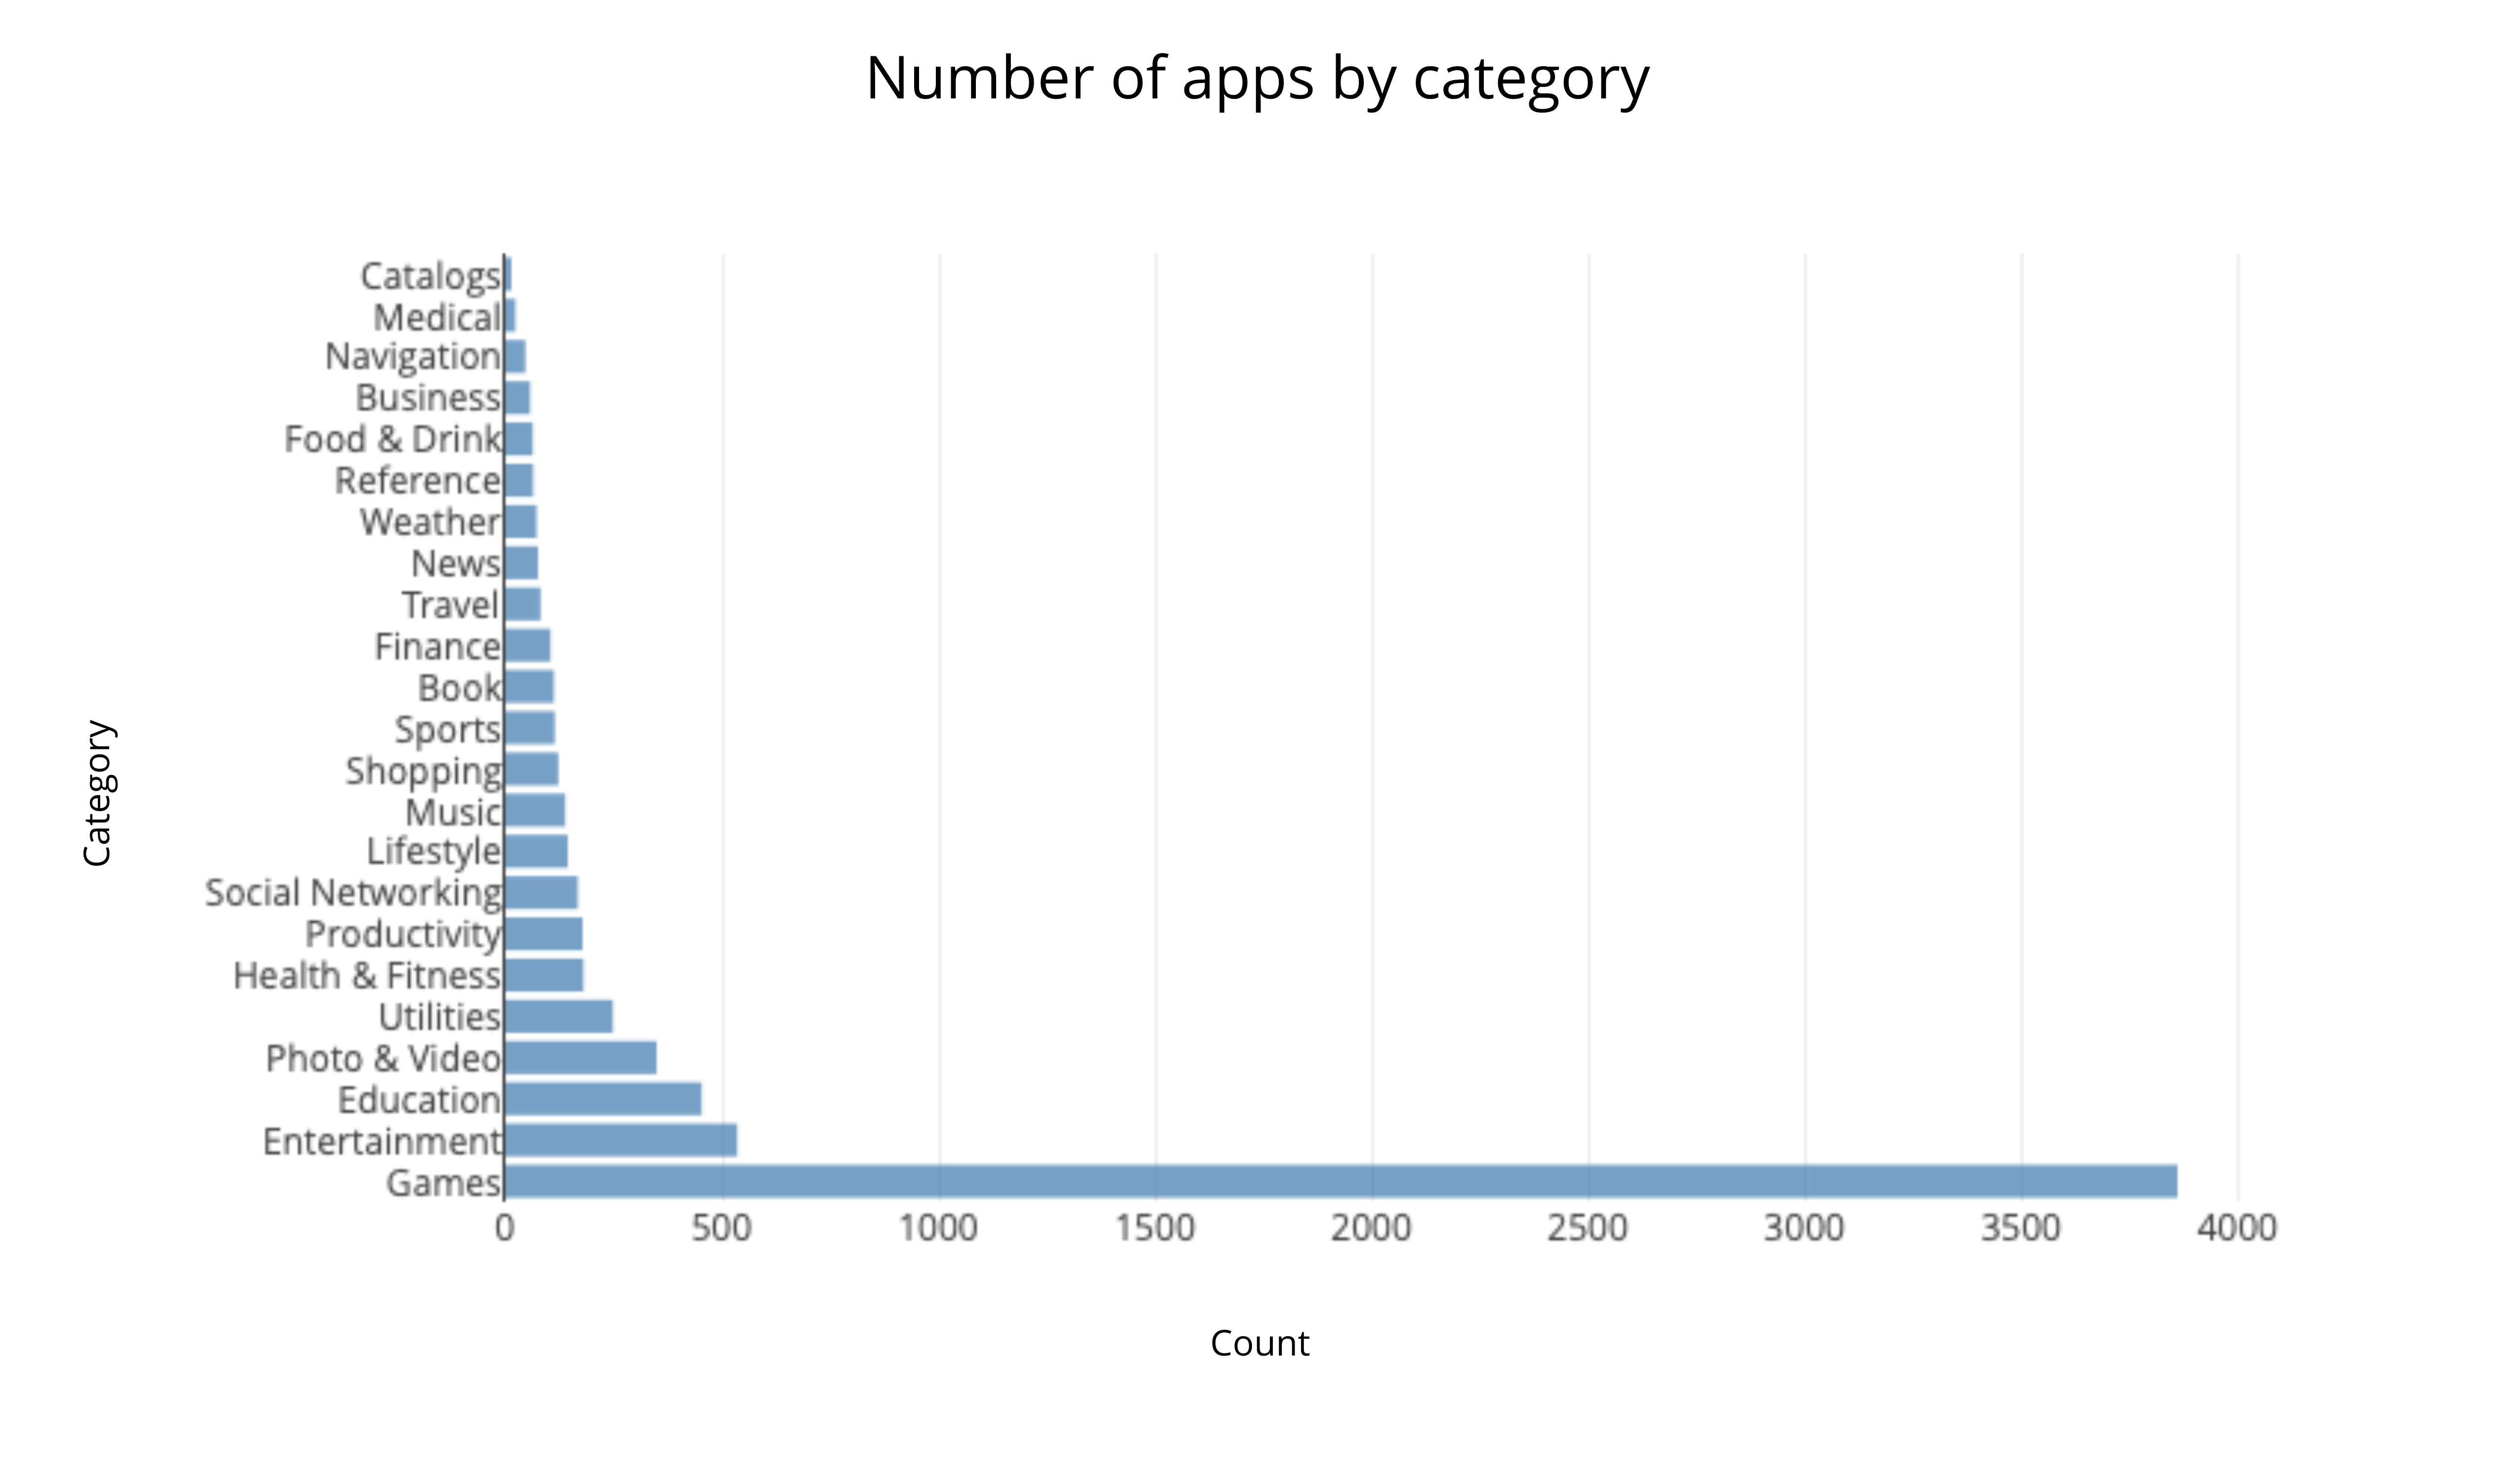 Number of apps by category
Catalogs
Medical
Navigation
Business
Food & Drink
Reference
Weather
News
Travel
Finance
Book
Sports
Shopping
Music
Lifestyle
Social Networking
Productivity
Health & Fitness
Utilities
Photo & Video
Education
Entertainment
Games
Category
0 500 1000 1500 2000 2500 3000 3500 4000
Count